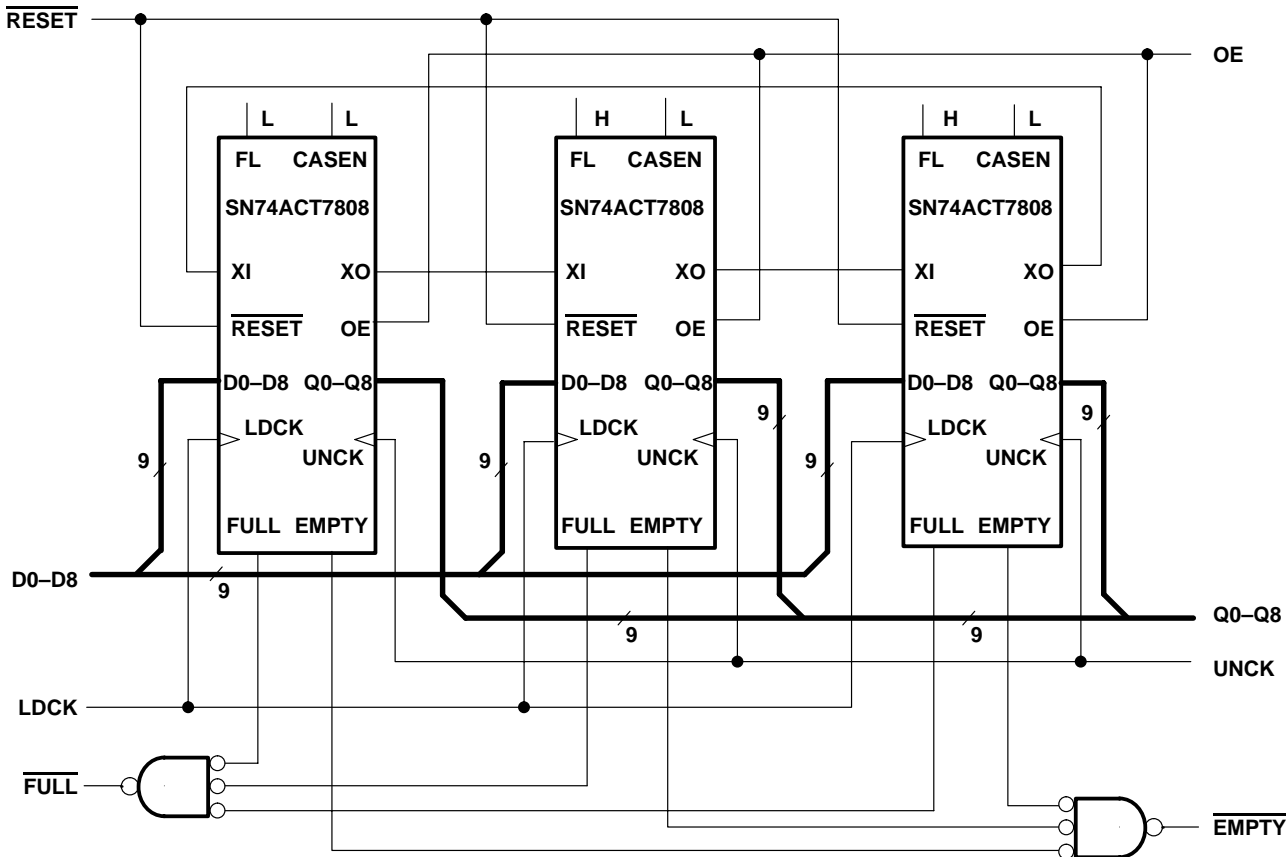 RESET
OE
L L H L H L
FL CASEN FL CASEN FL CASEN
SN74ACT7808 SN74ACT7808 SN74ACT7808
XI XO XI XO XI XO
RESET OE RESET OE RESET OE
D0–D8 Q0–Q8 D0–D8 Q0–Q8 D0–D8 Q0–Q8
9 9
LDCK LDCK LDCK
UNCK UNCK UNCK
9 9 9
FULL EMPTY FULL EMPTY FULL EMPTY
D0–D8
9
Q0–Q8
9 9
UNCK
LDCK
FULL
EMPTY